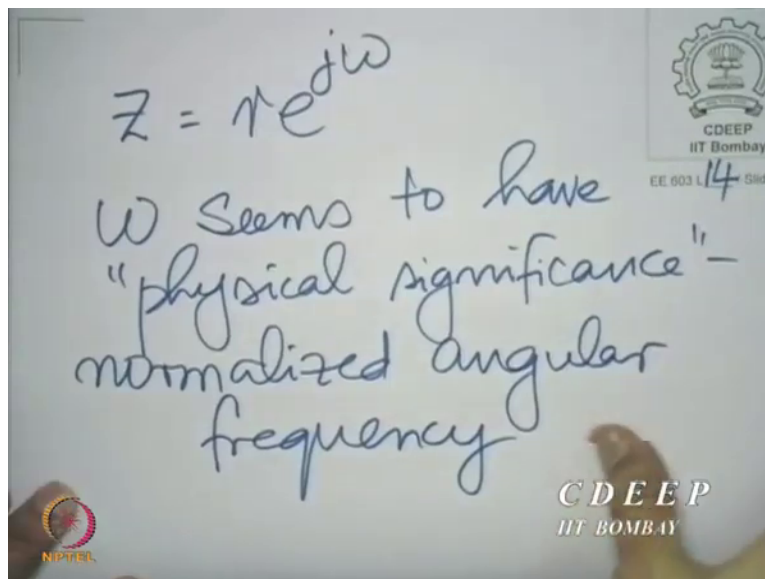 Z = re^jω
CDEEP
IIT Bombay
EE 603 L 14 Slid
ω seems to have
"physical significance" –
normalized angular
frequency
CDEEP
IIT BOMBAY
NPTEL